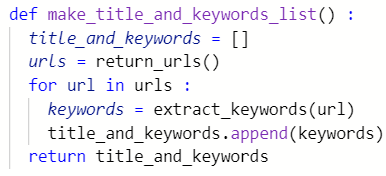 def make_title_and_keywords_list() :
  title_and_keywords = []
  urls = return_urls()
  for url in urls :
    keywords = extract_keywords(url)
    title_and_keywords.append(keywords)
  return title_and_keywords